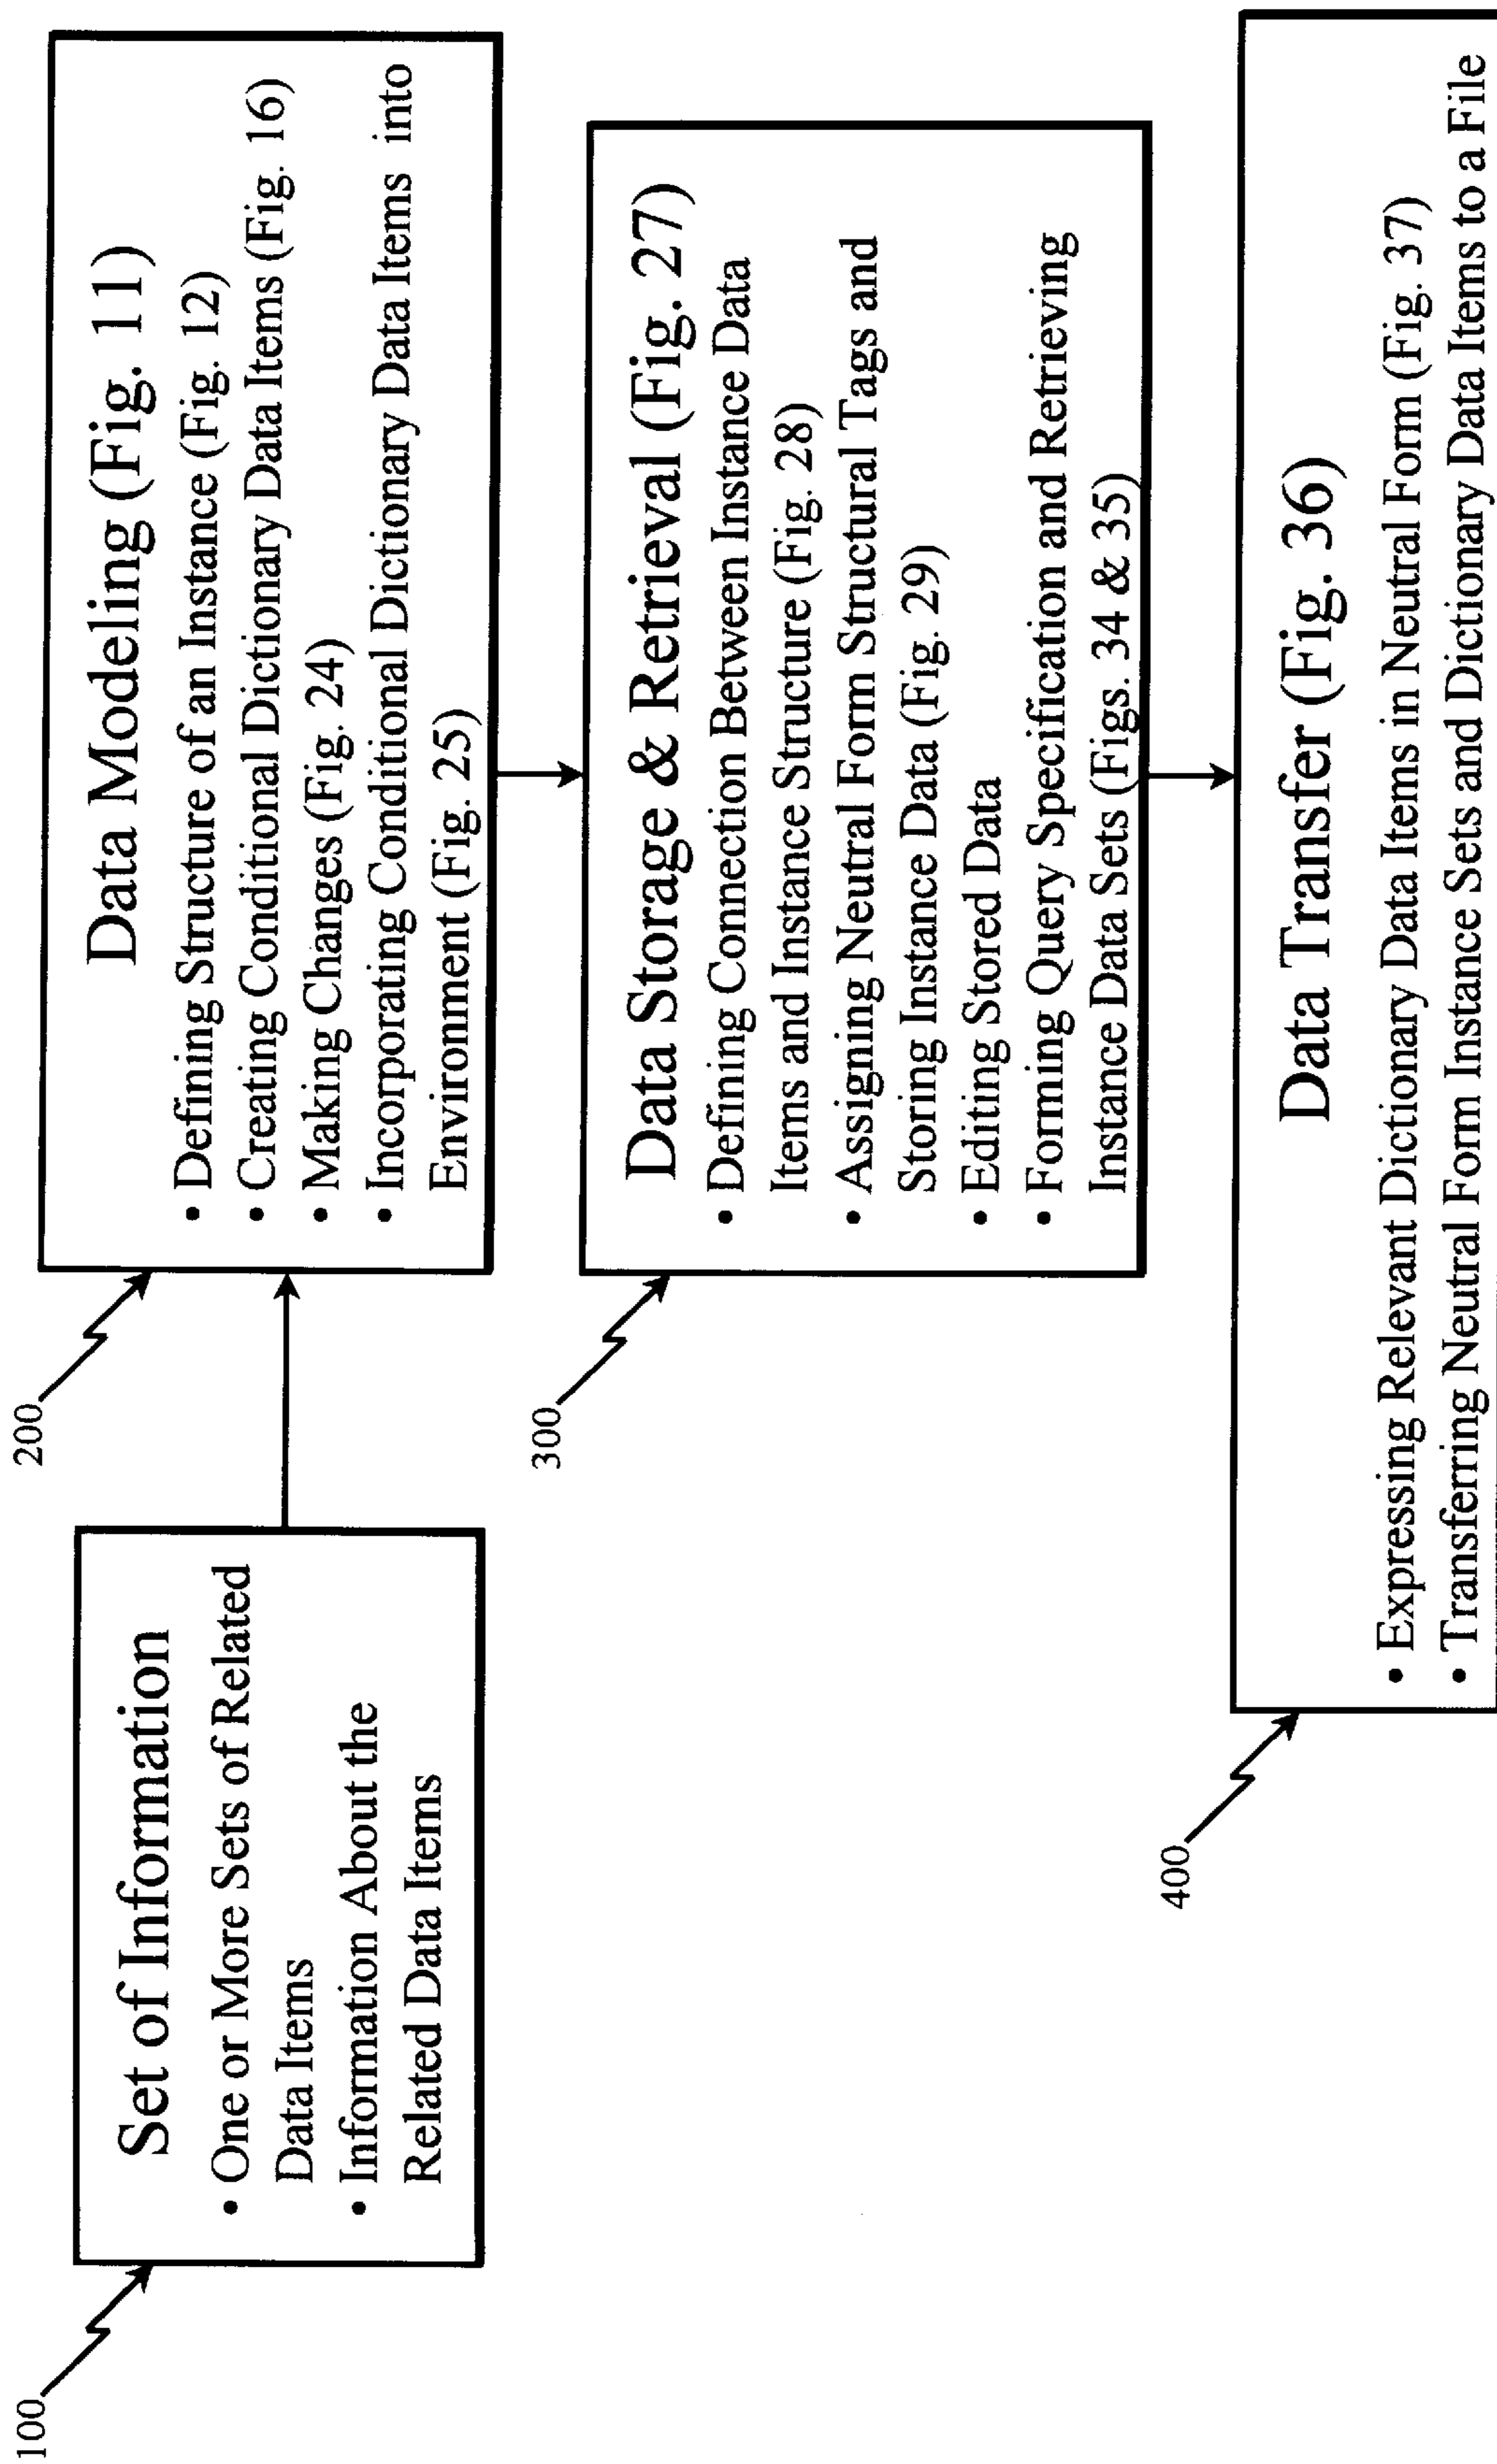 100
Set of Information
• One or More Sets of Related
Data Items
• Information About the
Related Data Items
200
Data Modeling (Fig. 11)
• Defining Structure of an Instance (Fig. 12)
• Creating Conditional Dictionary Data Items (Fig. 16)
• Making Changes (Fig. 24)
• Incorporating Conditional Dictionary Data Items into
Environment (Fig. 25)
300
Data Storage & Retrieval (Fig. 27)
• Defining Connection Between Instance Data
Items and Instance Structure (Fig. 28)
• Assigning Neutral Form Structural Tags and
Storing Instance Data (Fig. 29)
• Editing Stored Data
• Forming Query Specification and Retrieving
Instance Data Sets (Figs. 34 & 35)
400
Data Transfer (Fig. 36)
• Expressing Relevant Dictionary Data Items in Neutral Form (Fig. 37)
• Transferring Neutral Form Instance Sets and Dictionary Data Items to a File